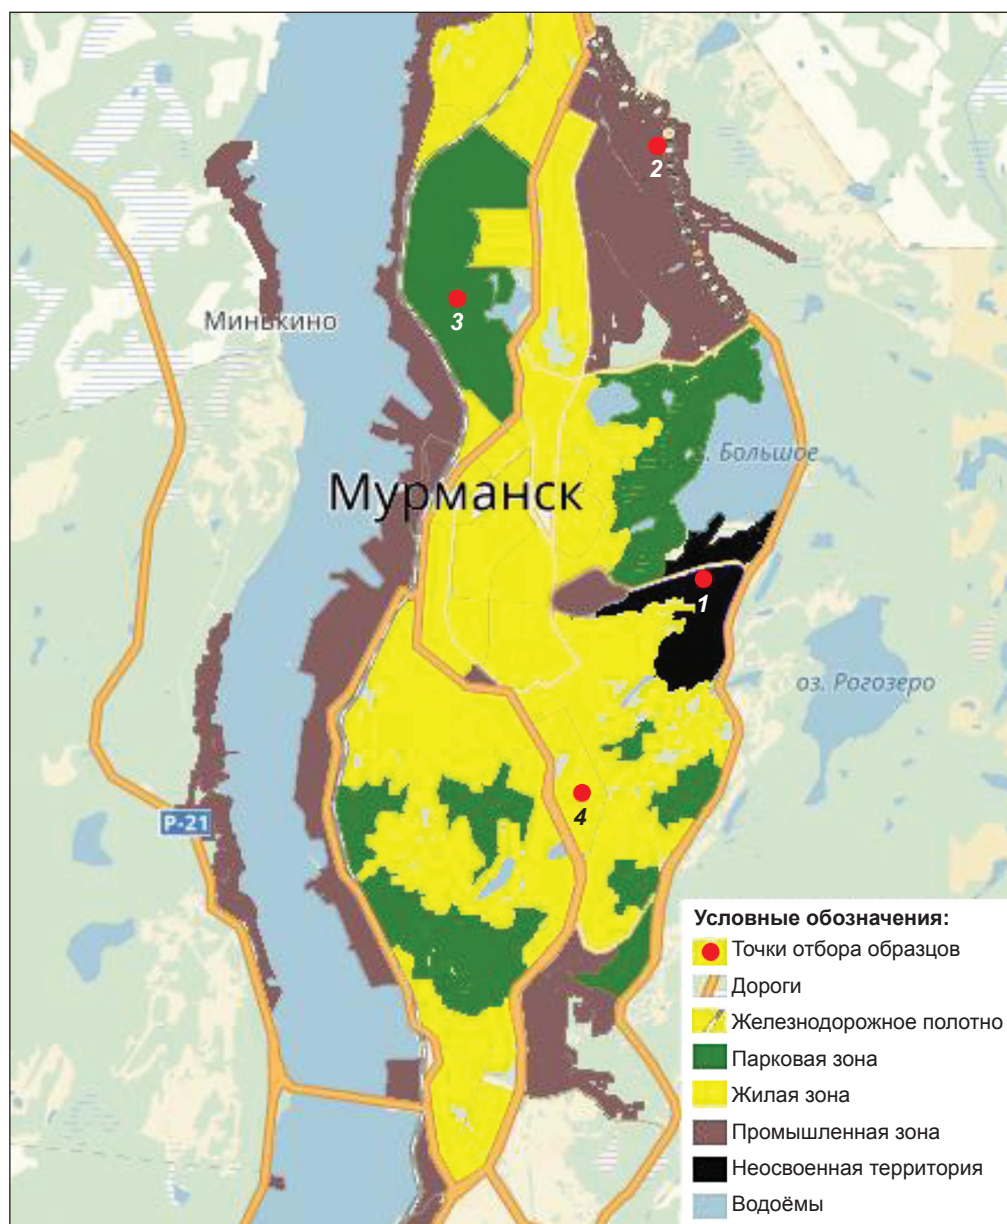 2
3
Минькино
. Большое
Мурманск
1
оз. Рогозеро
4
Р-21
Условные обозначения:
Точки отбора образцов
Дороги
Железнодорожное полотно
Парковая зона
Жилая зона
Промышленная зона
Неосвоенная территория
Водоёмы